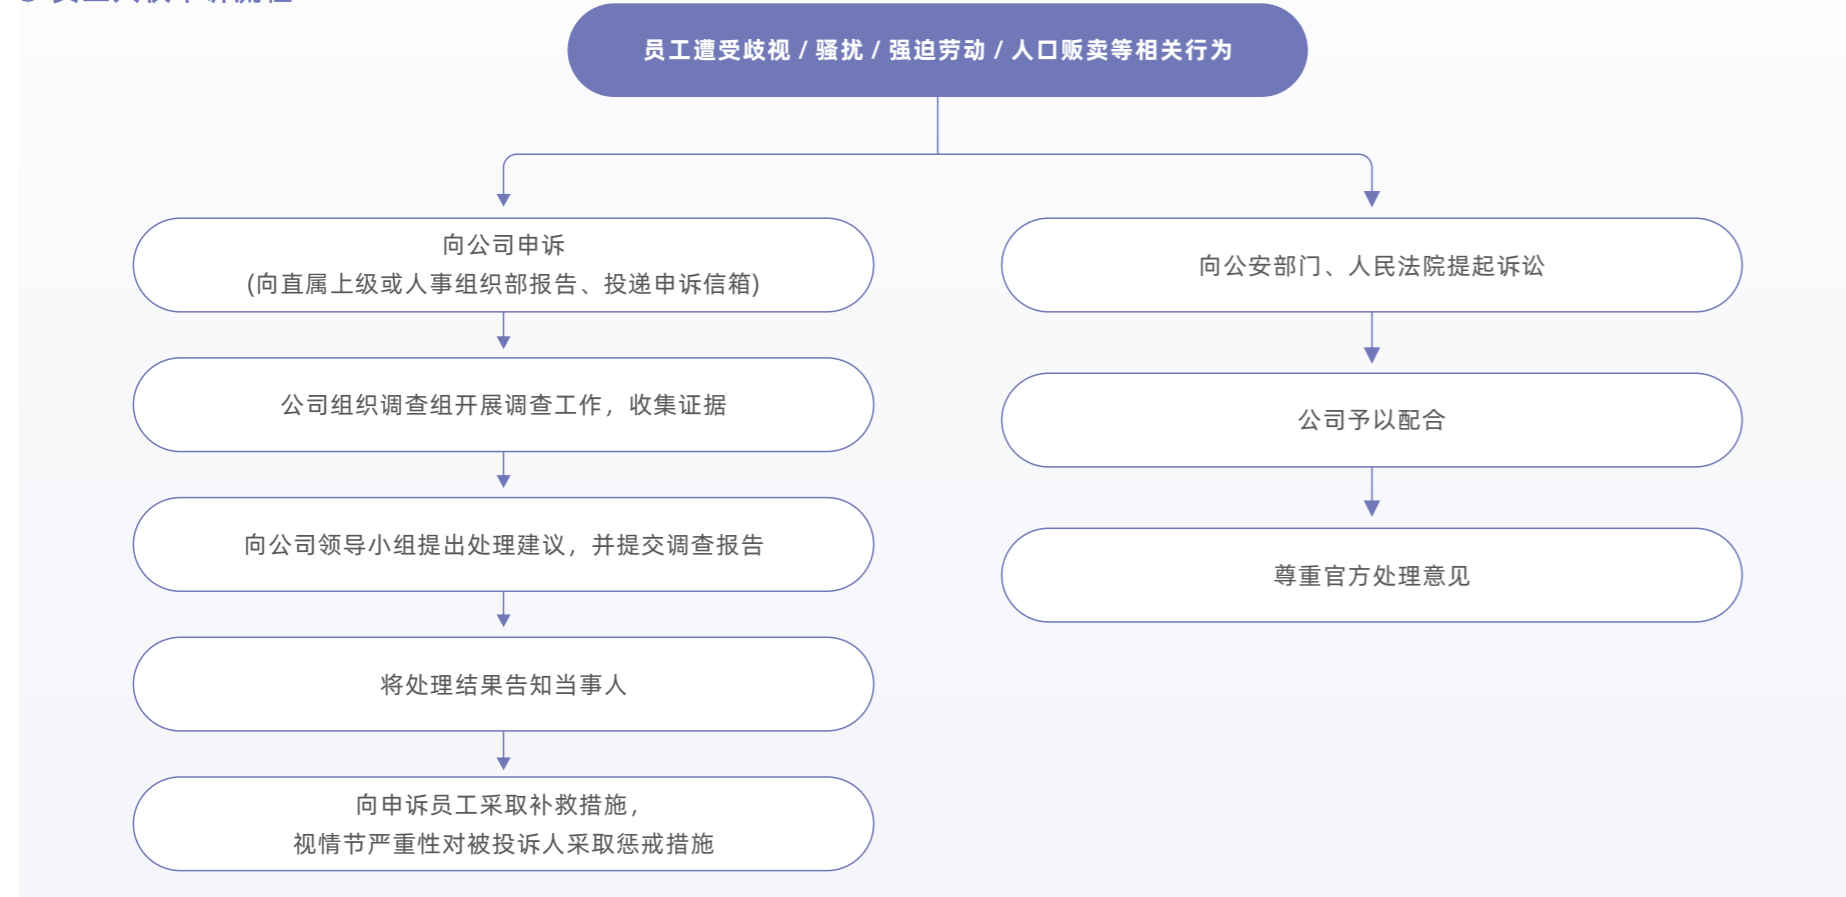 员工遭受歧视 / 骚扰 / 强迫劳动 / 人口贩卖等相关行为
向公司申诉
(向直属上级或人事组织部报告、投递申诉信箱)
公司组织调查组开展调查工作，收集证据
向公司领导小组提出处理建议，并提交调查报告
将处理结果告知当事人
向申诉员工采取补救措施，
视情节严重性对被投诉人采取惩戒措施
向公安部门、人民法院提起诉讼
公司予以配合
尊重官方处理意见